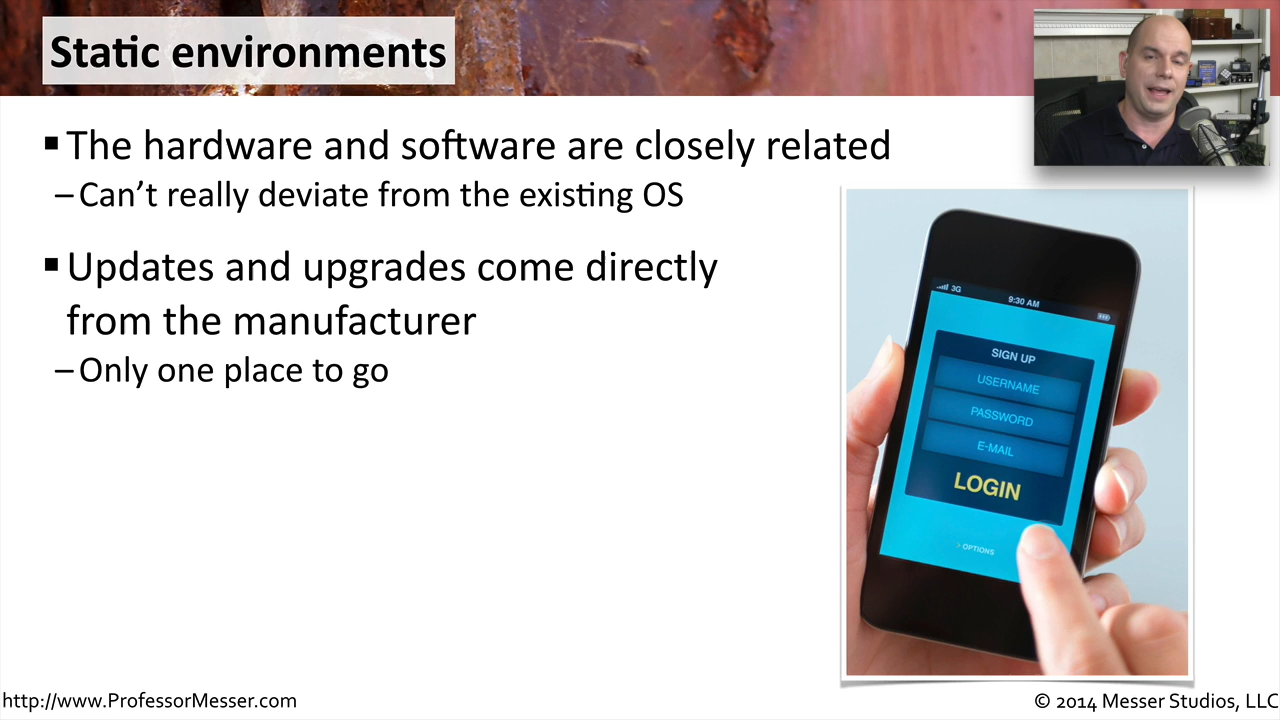 Static environments
▪ The hardware and software are closely related
– Can’t really deviate from the existing OS
▪ Updates and upgrades come directly
from the manufacturer
– Only one place to go
3G
9:30 AM
SIGN UP
USERNAME
PASSWORD
E-MAIL
LOGIN
> OPTIONS
http://www.ProfessorMesser.com
© 2014 Messer Studios, LLC